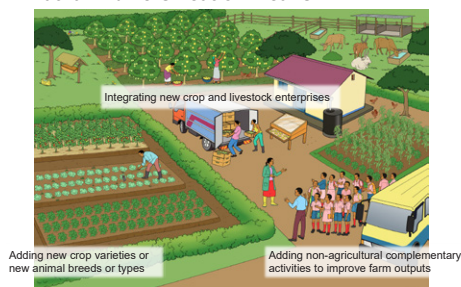 Integrating new crop and livestock enterprises
Adding new crop varieties or
new animal breeds or types
Adding non-agricultural complementary
activities to improve farm outputs